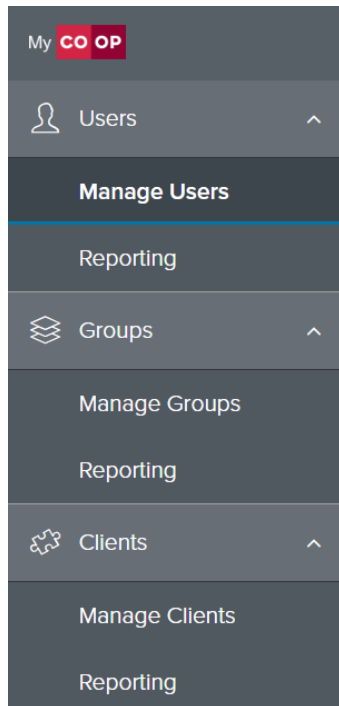 My CO OP
Users
Manage Users
Reporting
Groups
Manage Groups
Reporting
Clients
Manage Clients
Reporting